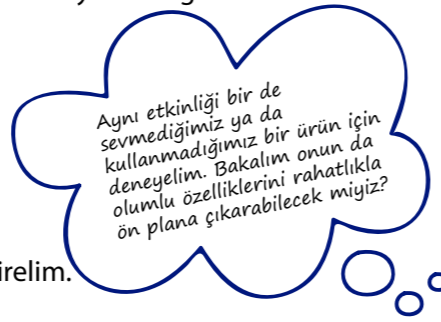 Aynı etkinliği bir de
sevmediğimiz ya da
kullanmadığımız bir ürün için
deneyelim. Bakalım onun da
olumlu özelliklerini rahatlıkla
ön plana çıkarabilecek miyiz?
irelim.